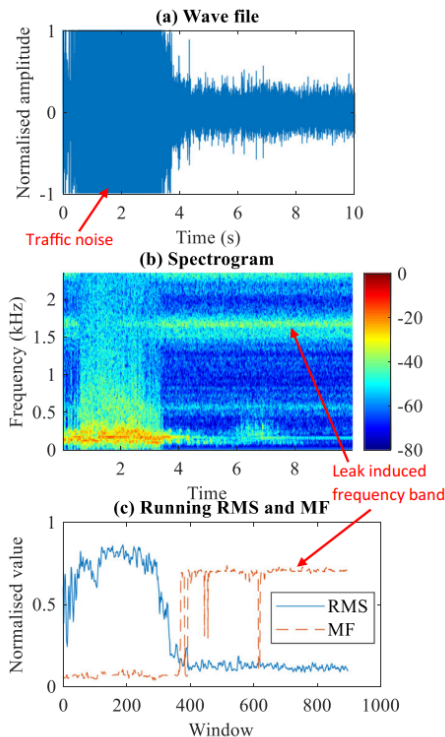 (a) Wave file
Normalised amplitude
1
0
-1
0 2 4 6 8 10
Time (s)
Traffic noise
(b) Spectrogram
Frequency (kHz)
2
1.5
1
0.5
0
0 2 4 6 8
Time
0
-20
-40
-60
-80
Leak induced
frequency band
(c) Running RMS and MF
Normalised value
1
0.5
0
0 200 400 600 800 1000
Window
RMS
MF